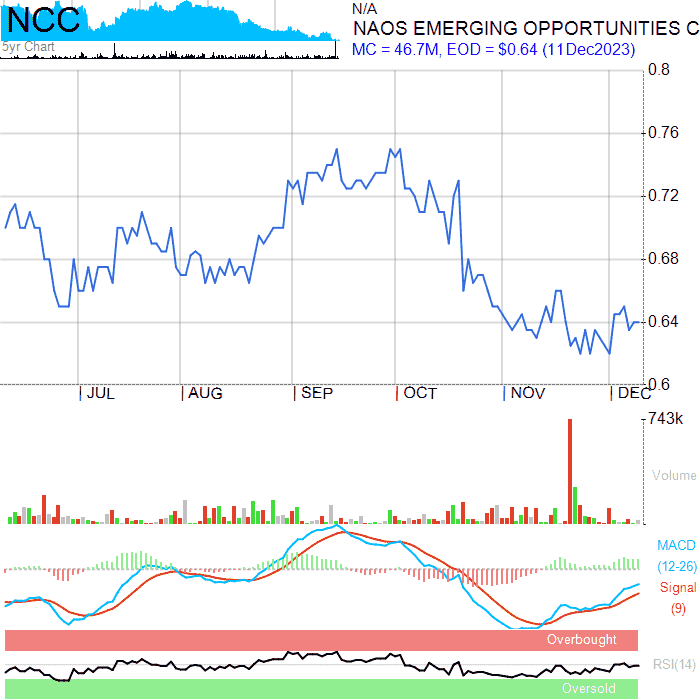 NCC
5yr Chart
N/A
NAOS EMERGING OPPORTUNITIES C
MC = 46.7M, EOD = $0.64 (11Dec2023)
0.8
0.76
0.72
0.68
0.64
0.6
JUL AUG SEP OCT NOV DEC
743k
Volume
MACD
(12-26)
Signal
(9)
Overbought
RSI(14)
Oversold